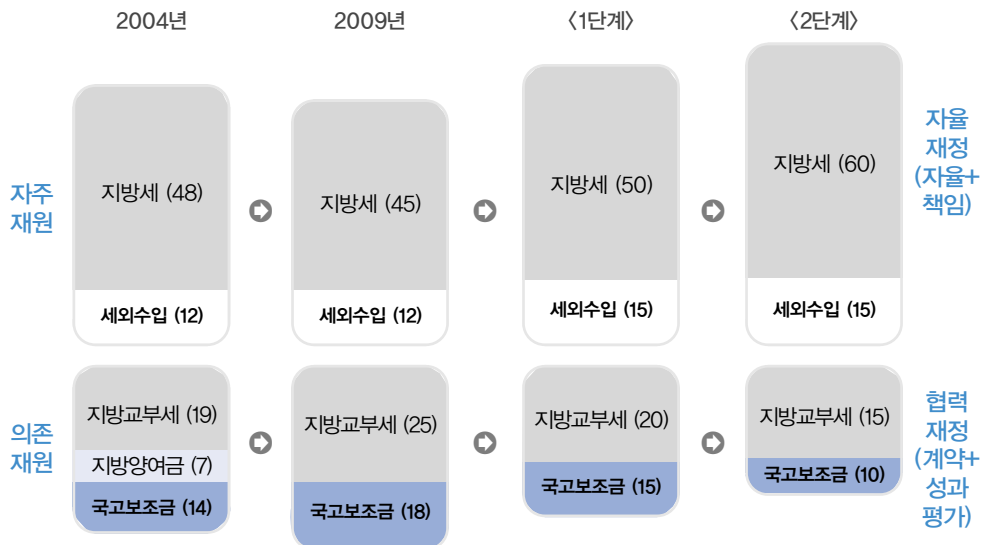 2004년
2009년
〈1단계〉
〈2단계〉
자주
재원
지방세 (48)
지방세 (45)
지방세 (50)
지방세 (60)
자율
재정
(자율+
책임)
세외수입 (12)
세외수입 (12)
세외수입 (15)
세외수입 (15)
의존
재원
지방교부세 (19)
지방양여금 (7)
국고보조금 (14)
지방교부세 (25)
국고보조금 (18)
지방교부세 (20)
국고보조금 (15)
지방교부세 (15)
국고보조금 (10)
협력
재정
(계약+
성과
평가)